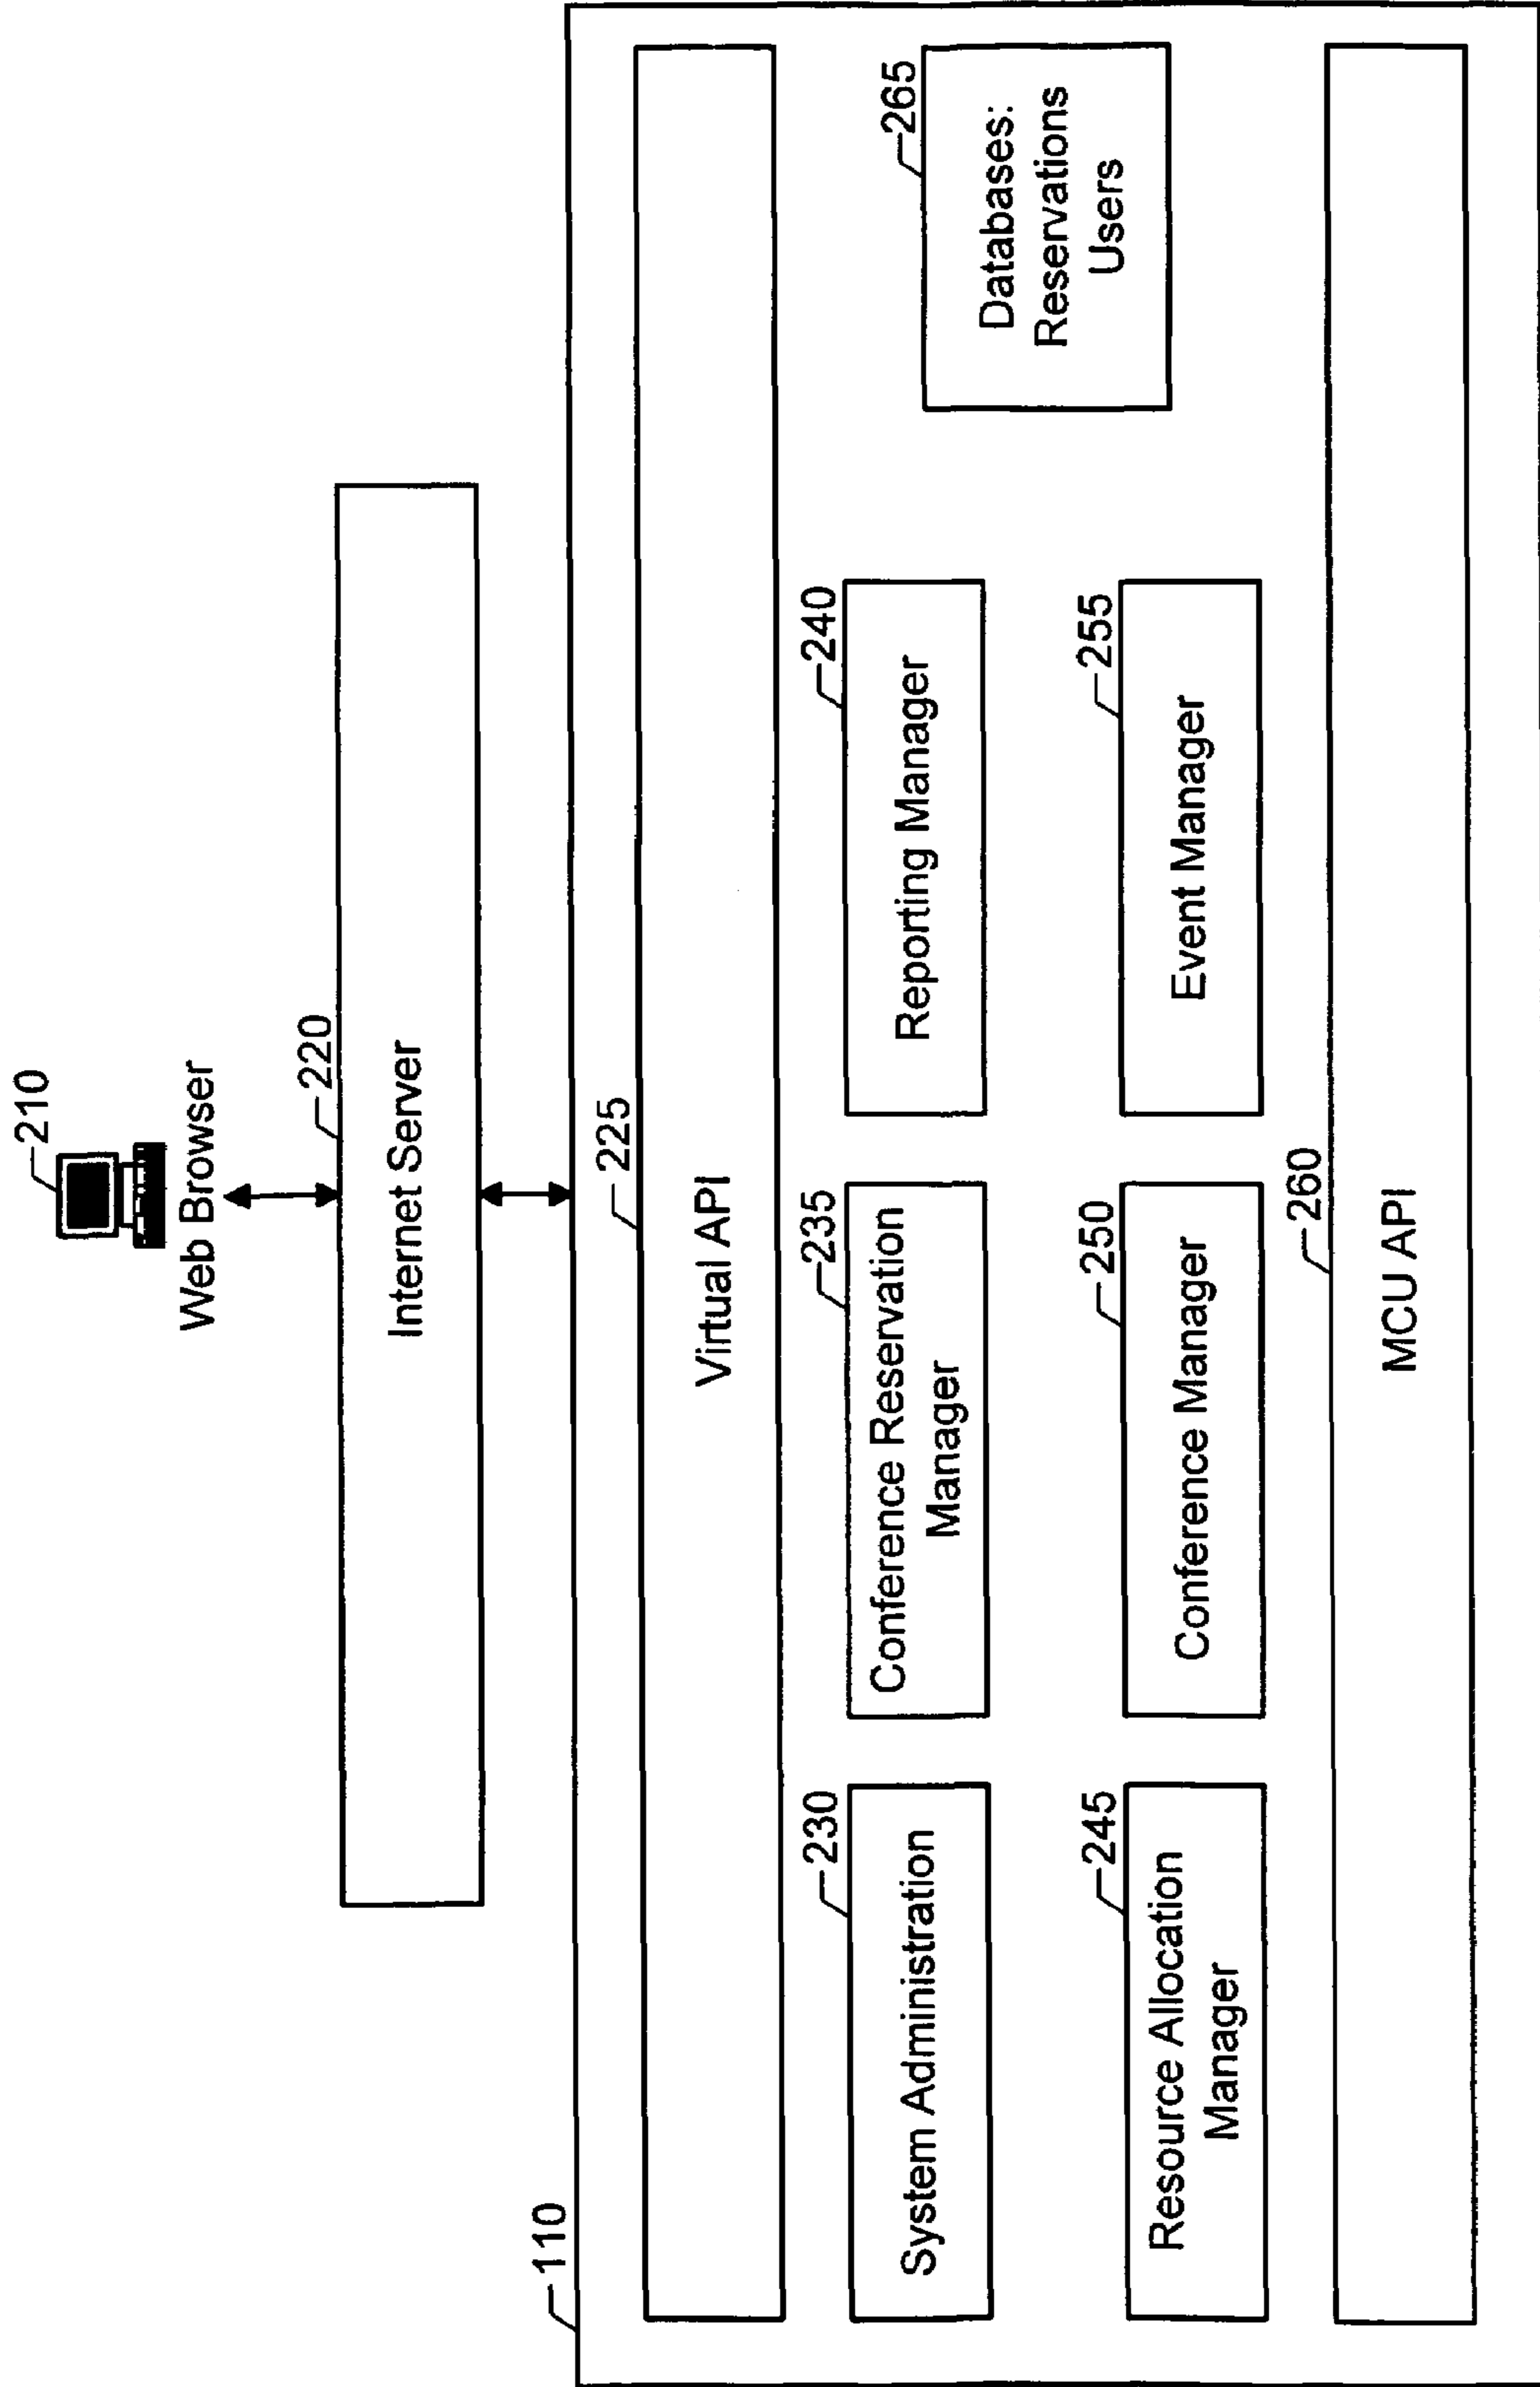 210
Web Browser
220
Internet Server
110
225
Virtual API
230
System Administration
235
Conference Reservation
Manager
240
Reporting Manager
265
Databases:
Reservations
Users
245
Resource Allocation
Manager
250
Conference Manager
255
Event Manager
260
MCU API